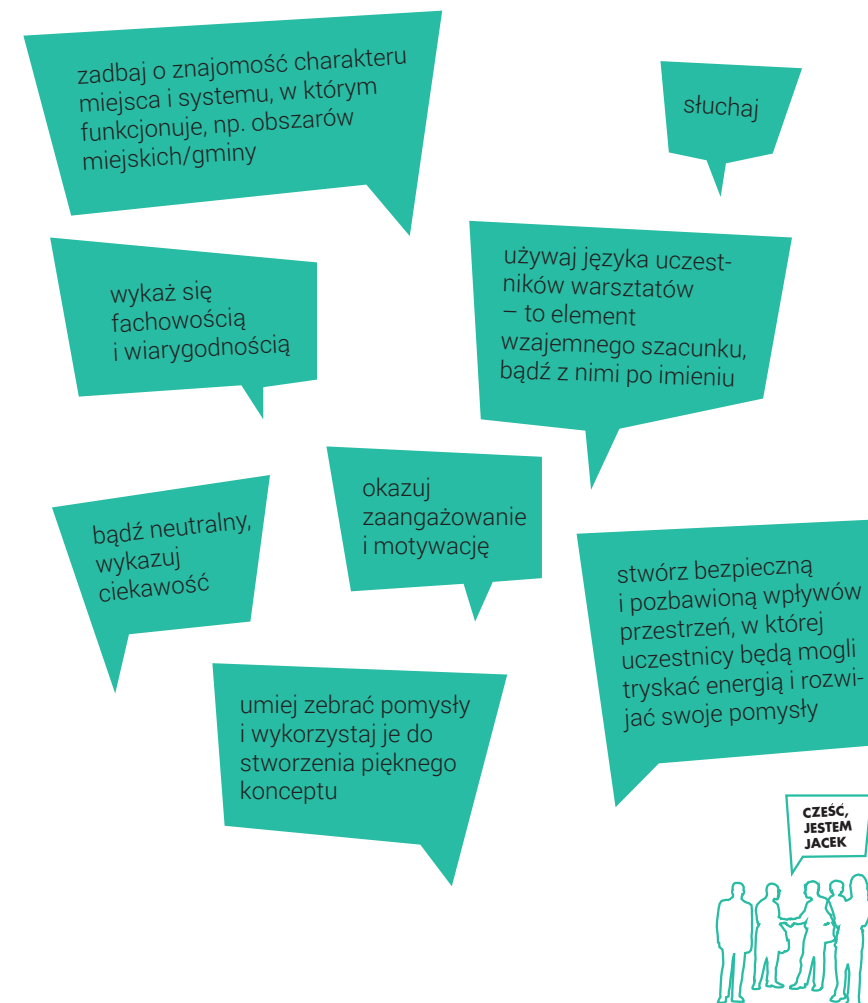 zadbaj o znajomość charakteru
miejsca i systemu, w którym
funkcjonuje, np. obszarów
miejskich/gminy
słuchaj
wykaż się
fachowością
i wiarygodnością
używaj języka uczest-
ników warsztatów
– to element
wzajemnego szacunku,
bądź z nimi po imieniu
bądź neutralny,
wykazuj
ciekawość
okazuj
zaangażowanie
i motywację
stwórz bezpieczną
i pozbawioną wpływów
przestrzeń, w której
uczestnicy będą mogli
tryskać energią i rozwi-
jać swoje pomysły
umiej zebrać pomysły
i wykorzystaj je do
stworzenia pięknego
konceptu
CZEŚĆ,
JESTEM
JACEK